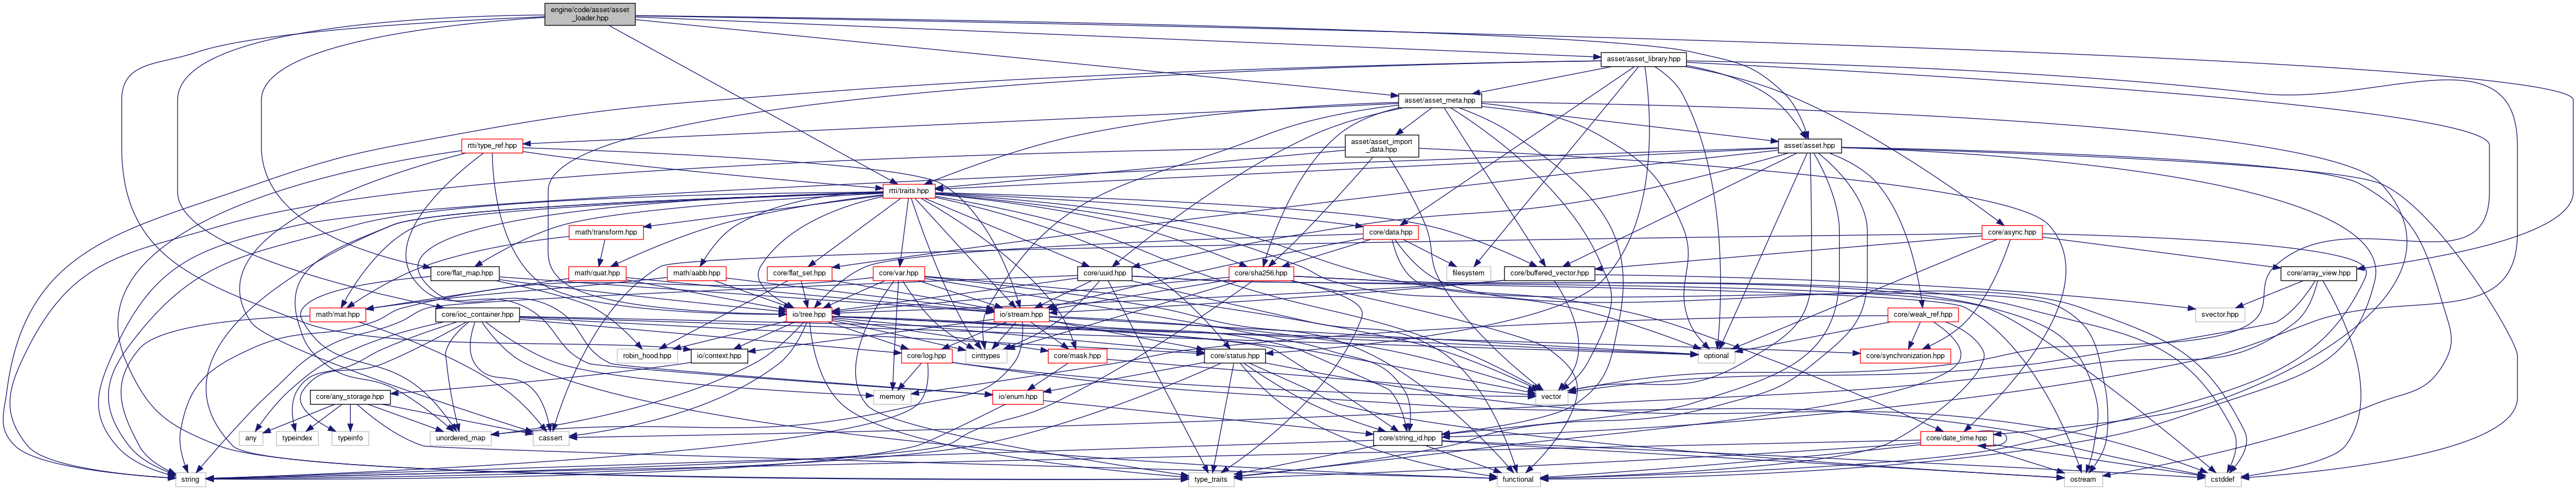 engine/code/asset/asset
_loader.hpp
asset/asset_library.hpp
asset/asset_meta.hpp
rtti/type_ref.hpp
asset/asset_import
_data.hpp
asset/asset.hpp
rtti/traits.hpp
math/transform.hpp
core/data.hpp
core/async.hpp
core/flat_map.hpp
math/quat.hpp
math/aabb.hpp
core/flat_set.hpp
core/var.hpp
core/uuid.hpp
core/sha256.hpp
filesystem
core/buffered_vector.hpp
core/array_view.hpp
math/mat.hpp
core/ioc_container.hpp
io/tree.hpp
io/stream.hpp
core/weak_ref.hpp
svector.hpp
robin_hood.hpp
io/context.hpp
core/log.hpp
cinttypes
core/mask.hpp
core/status.hpp
optional
core/synchronization.hpp
core/any_storage.hpp
memory
io/enum.hpp
vector
any
typeindex
typeinfo
unordered_map
cassert
core/string_id.hpp
core/date_time.hpp
string
type_traits
functional
ostream
cstddef